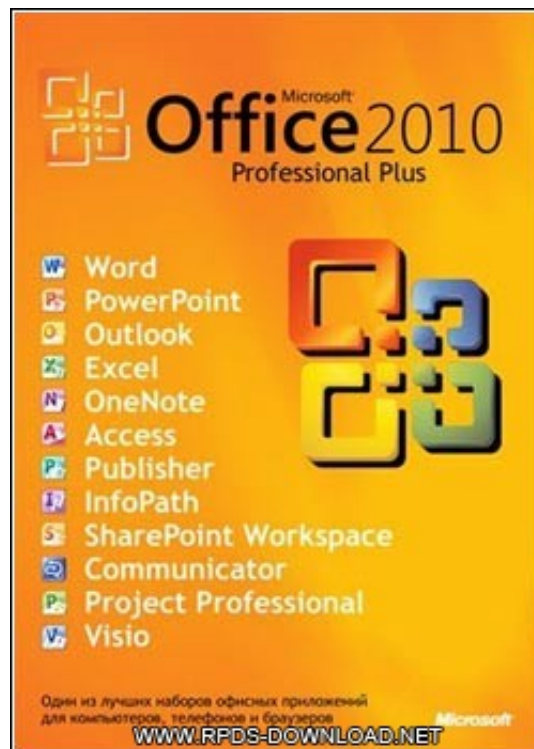 Microsoft
Office 2010
Professional Plus
Word
PowerPoint
Outlook
Excel
OneNote
Access
Publisher
InfoPath
SharePoint Workspace
Communicator
Project Professional
Visio
Один из лучших наборов офисных приложений
для компьютеров, телефонов и браузеров
Microsoft
WWW.RPDS-DOWNLOAD.NET